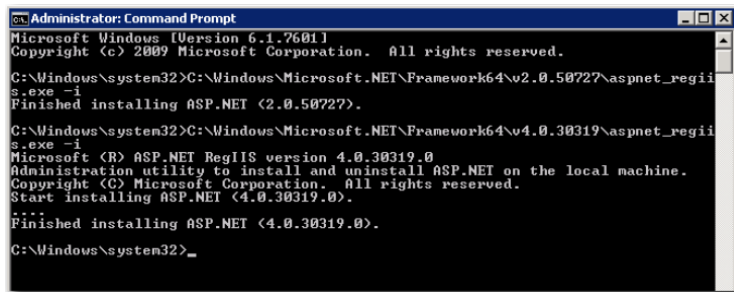 Administrator: Command Prompt
Microsoft Windows [Version 6.1.7601]
Copyright (c) 2009 Microsoft Corporation.  All rights reserved.
C:\Windows\system32>C:\Windows\Microsoft.NET\Framework64\v2.0.50727\aspnet_regii
s.exe -i
Finished installing ASP.NET (2.0.50727).
C:\Windows\system32>C:\Windows\Microsoft.NET\Framework64\v4.0.30319\aspnet_regii
s.exe -i
Microsoft (R) ASP.NET RegIIS version 4.0.30319.0
Administration utility to install and uninstall ASP.NET on the local machine.
Copyright (C) Microsoft Corporation.  All rights reserved.
Start installing ASP.NET (4.0.30319.0).
....
Finished installing ASP.NET (4.0.30319.0).
C:\Windows\system32>_